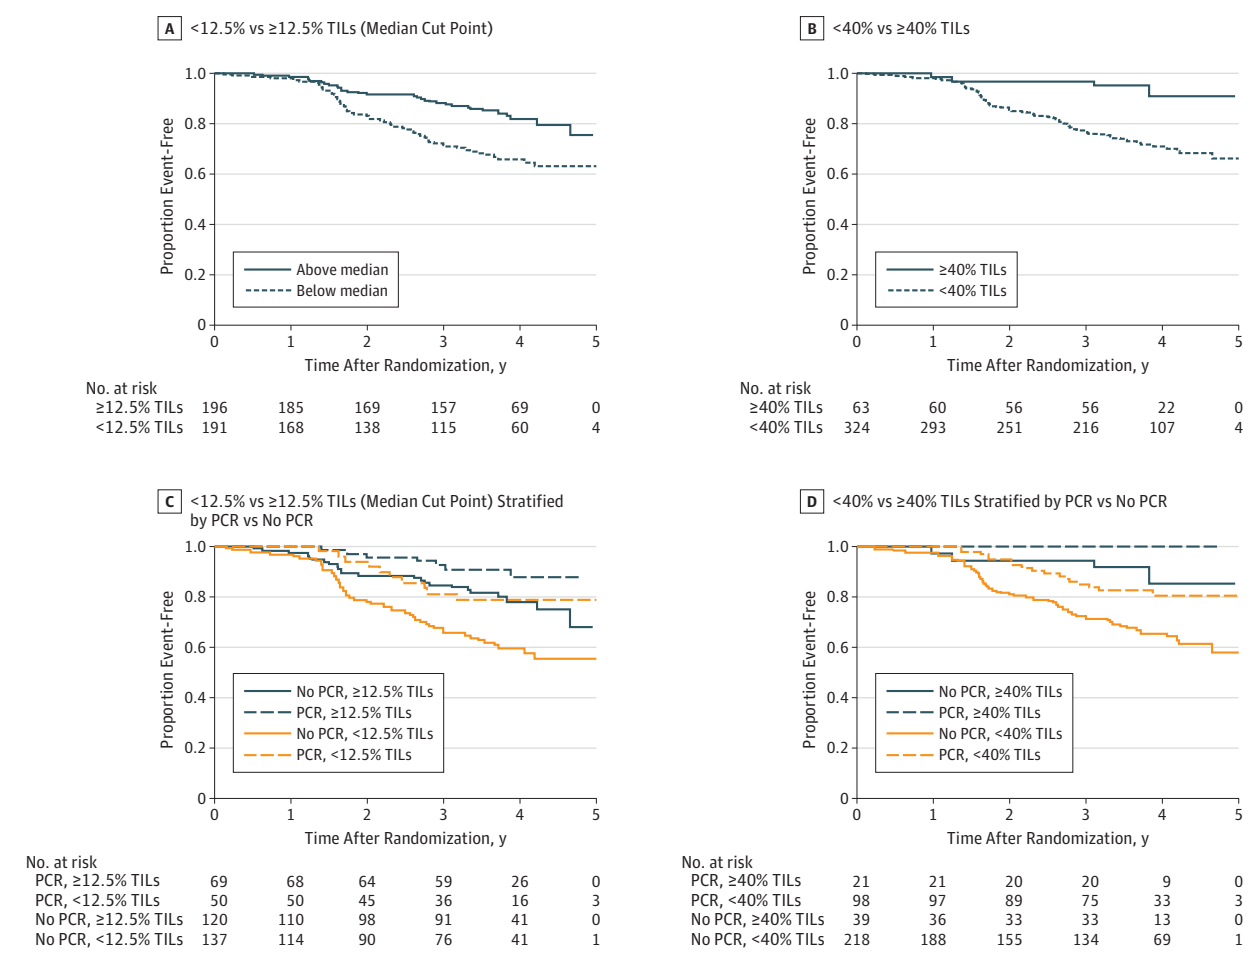 A <12.5% vs ≥12.5% TILs (Median Cut Point)
1.0
0.8
0.6
0.4
0.2
0
Proportion Event-Free
Above median
Below median
0 1 2 3 4 5
Time After Randomization, y
No. at risk
≥12.5% TILs 196 185 169 157 69 0
<12.5% TILs 191 168 138 115 60 4
B <40% vs ≥40% TILs
1.0
0.8
0.6
0.4
0.2
0
Proportion Event-Free
≥40% TILs
<40% TILs
0 1 2 3 4 5
Time After Randomization, y
No. at risk
≥40% TILs 63 60 56 56 22 0
<40% TILs 324 293 251 216 107 4
C <12.5% vs ≥12.5% TILs (Median Cut Point) Stratified
by PCR vs No PCR
1.0
0.8
0.6
0.4
0.2
0
Proportion Event-Free
No PCR, ≥12.5% TILs
PCR, ≥12.5% TILs
No PCR, <12.5% TILs
PCR, <12.5% TILs
0 1 2 3 4 5
Time After Randomization, y
No. at risk
PCR, ≥12.5% TILs 69 68 64 59 26 0
PCR, <12.5% TILs 50 50 45 36 16 3
No PCR, ≥12.5% TILs 120 110 98 91 41 0
No PCR, <12.5% TILs 137 114 90 76 41 1
D <40% vs ≥40% TILs Stratified by PCR vs No PCR
1.0
0.8
0.6
0.4
0.2
0
Proportion Event-Free
No PCR, ≥40% TILs
PCR, ≥40% TILs
No PCR, <40% TILs
PCR, <40% TILs
0 1 2 3 4 5
Time After Randomization, y
No. at risk
PCR, ≥40% TILs 21 21 20 20 9 0
PCR, <40% TILs 98 97 89 75 33 3
No PCR, ≥40% TILs 39 36 33 33 13 0
No PCR, <40% TILs 218 188 155 134 69 1